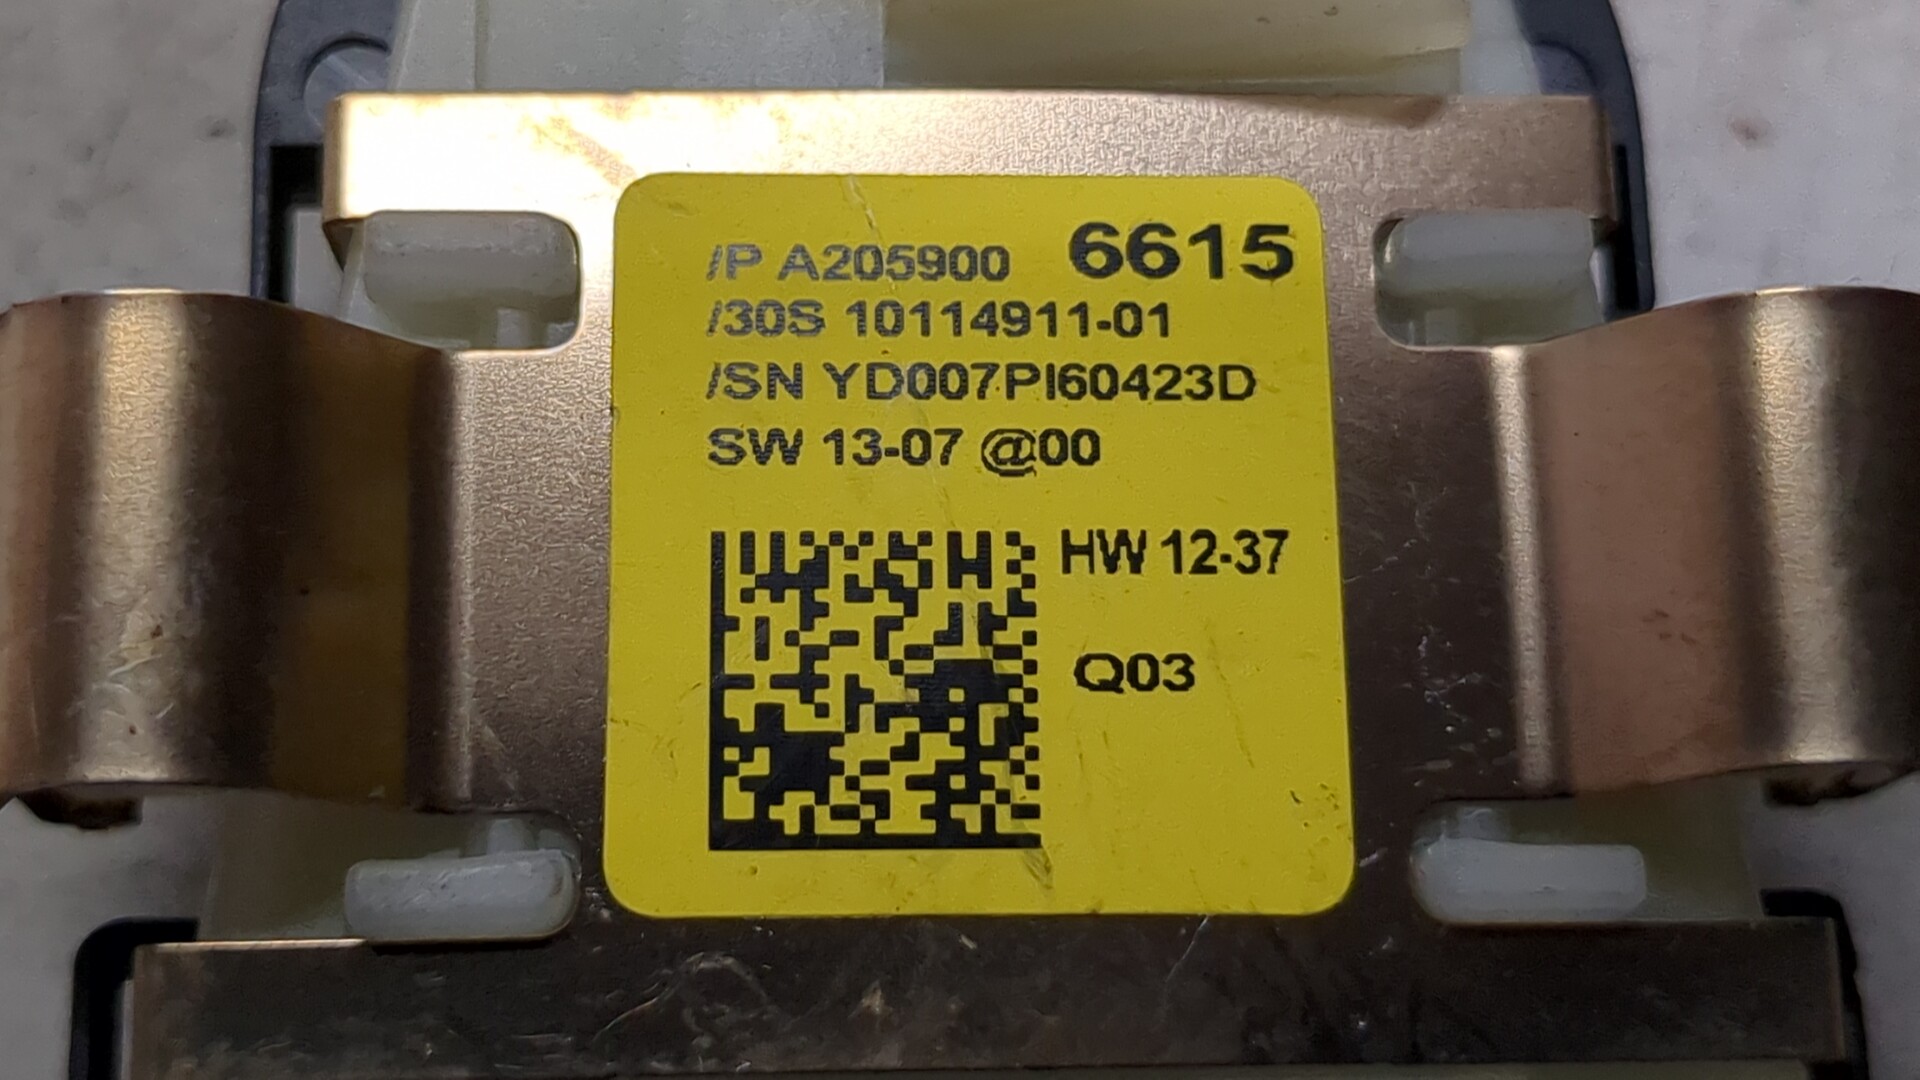 /P A205900 6615
/30S 10114911-01
/SN YD007PI60423D
SW 13-07 @00
HW 12-37
Q03